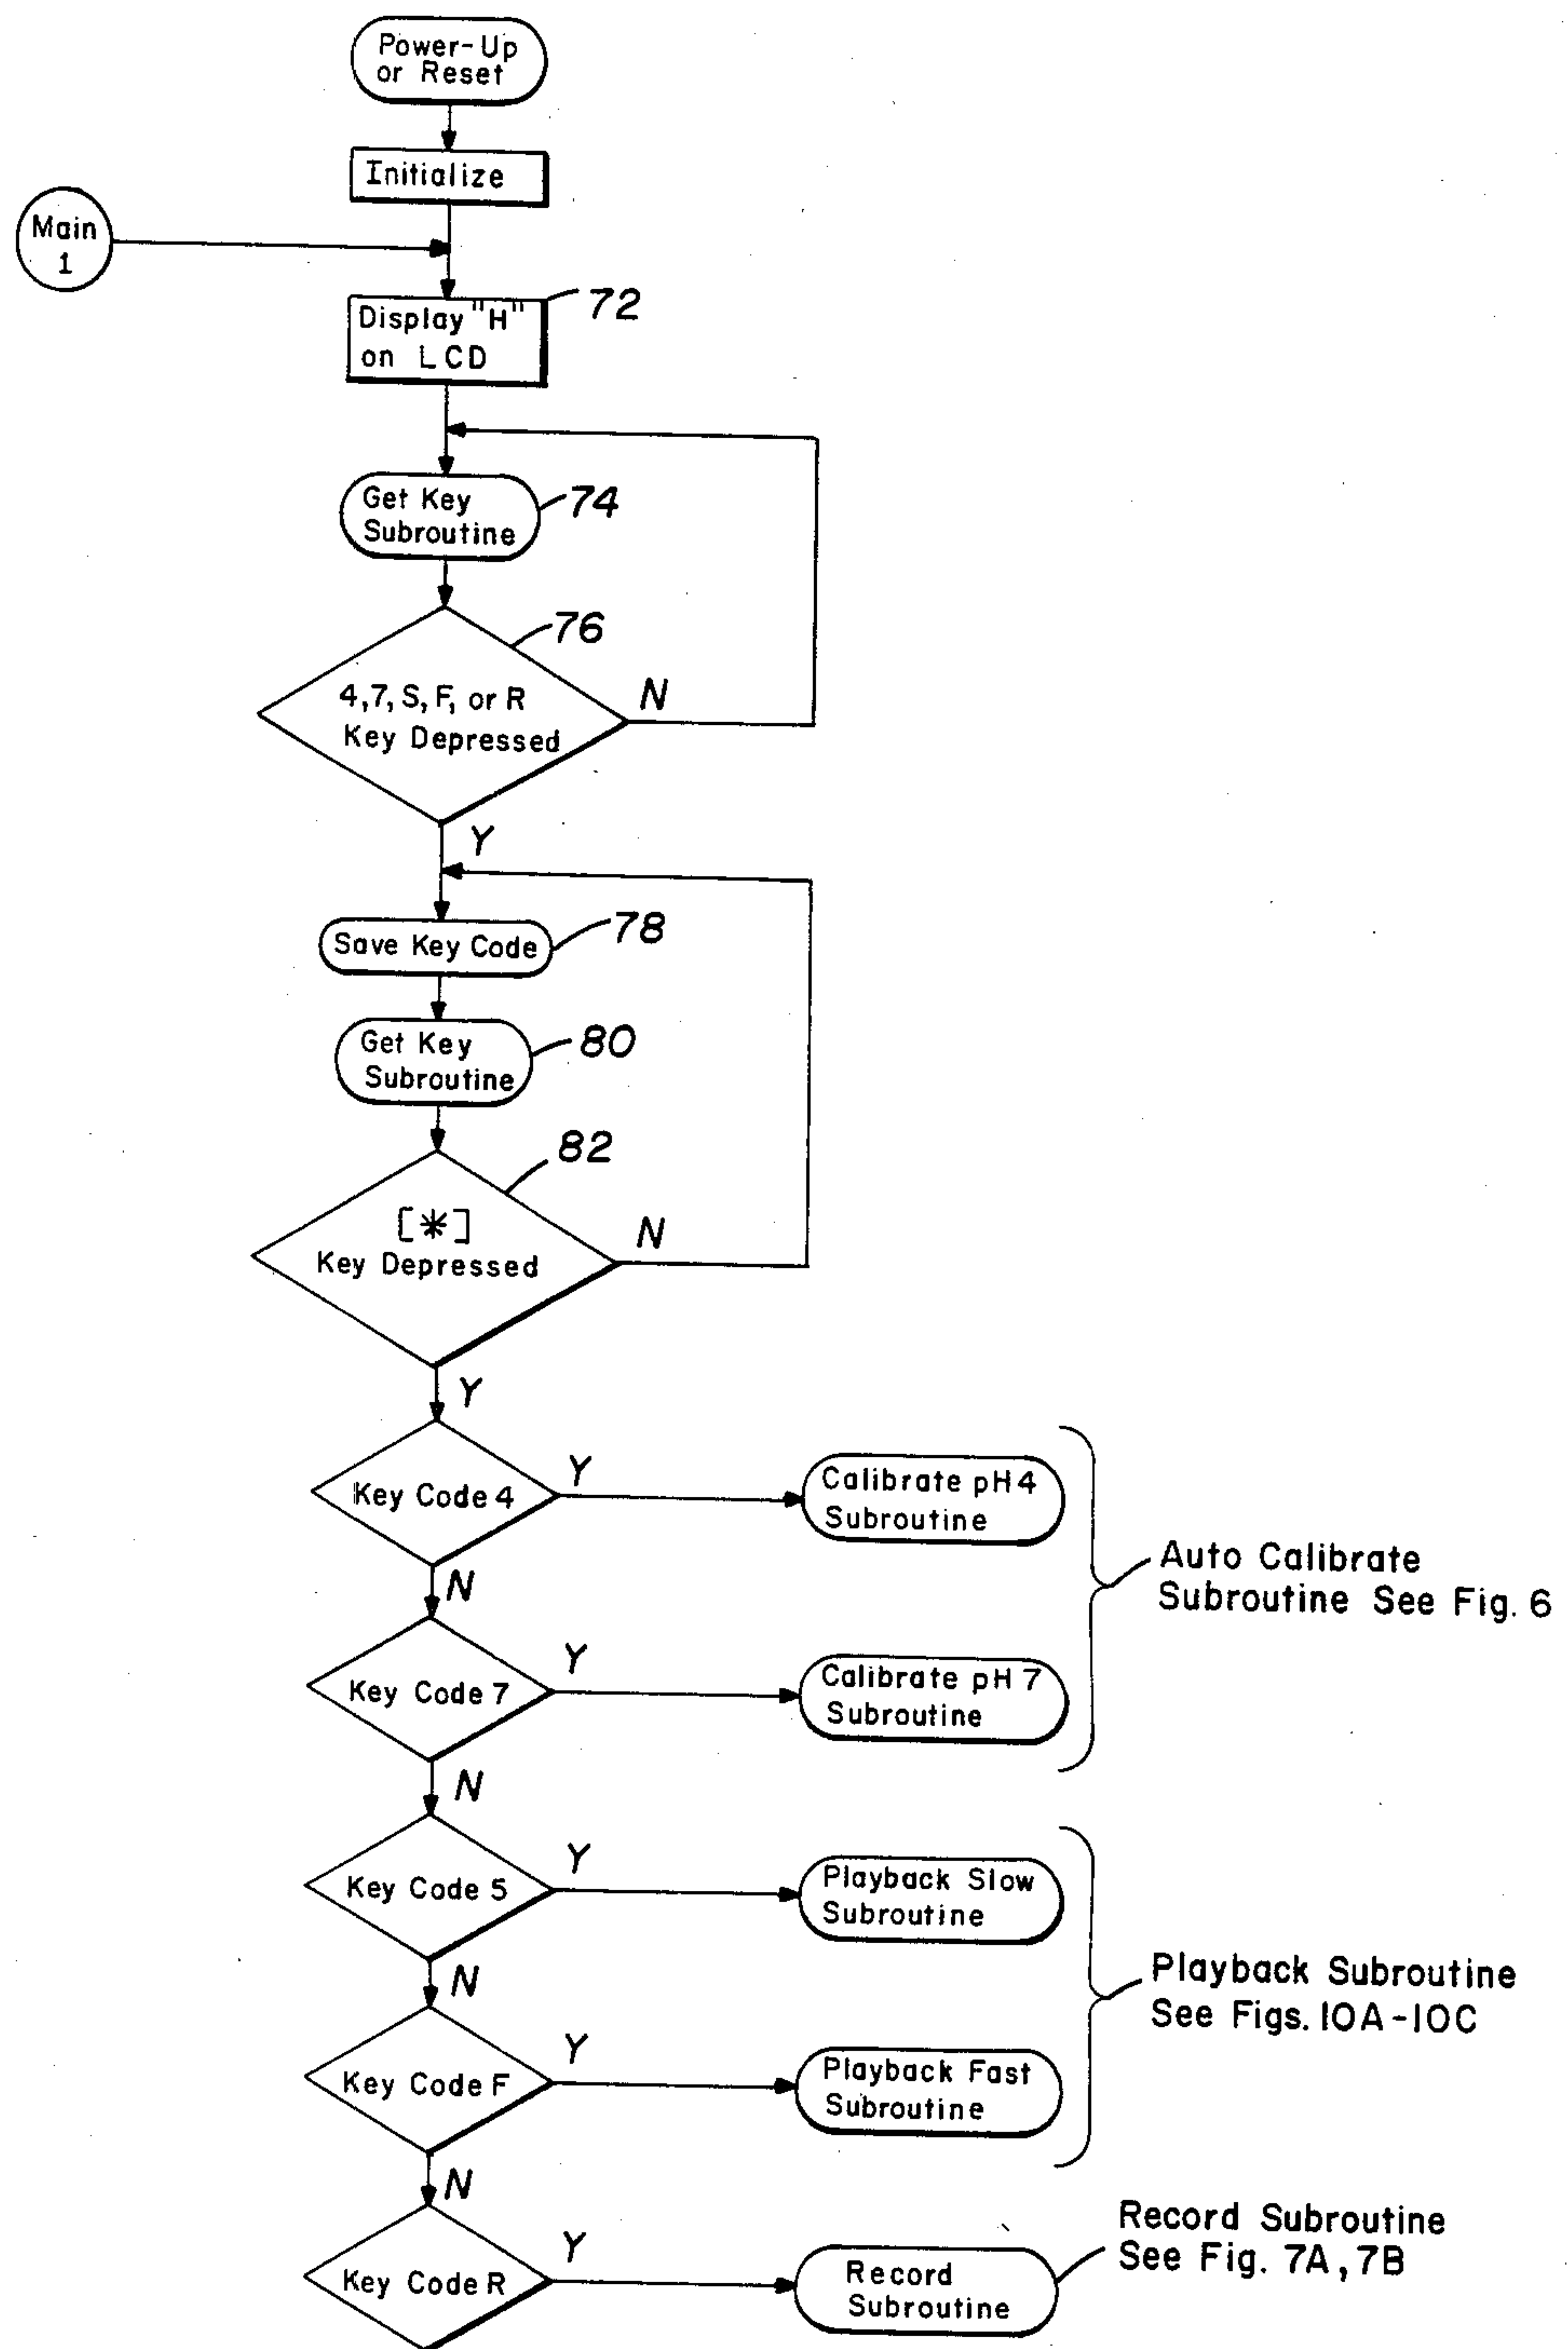 Power-Up
or Reset
Initialize
Main
1
Display "H"
on LCD
72
Get Key
Subroutine
74
76
4,7, S, F, or R
Key Depressed
N
Y
Save Key Code
78
Get Key
Subroutine
80
82
[*]
Key Depressed
N
Y
Key Code 4
Y
Calibrate pH 4
Subroutine
N
Auto Calibrate
Subroutine See Fig. 6
Key Code 7
Y
Calibrate pH 7
Subroutine
N
Key Code 5
Y
Playback Slow
Subroutine
N
Playback Subroutine
See Figs. 10A-10C
Key Code F
Y
Playback Fast
Subroutine
N
Key Code R
Y
Record
Subroutine
Record Subroutine
See Fig. 7A, 7B